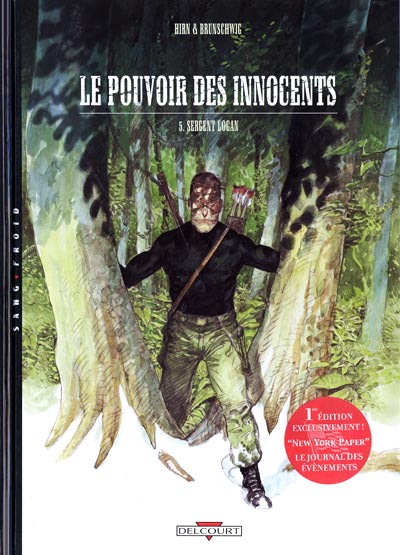 HIRN & BRUNSCHWIG
LE POUVOIR DES INNOCENTS
5. SERGENT LOGAN
SANG • FROID
1re ÉDITION
EXCLUSIVEMENT !
"NEW YORK PAPER"
LE JOURNAL DES
ÉVÈNEMENTS
DELCOURT